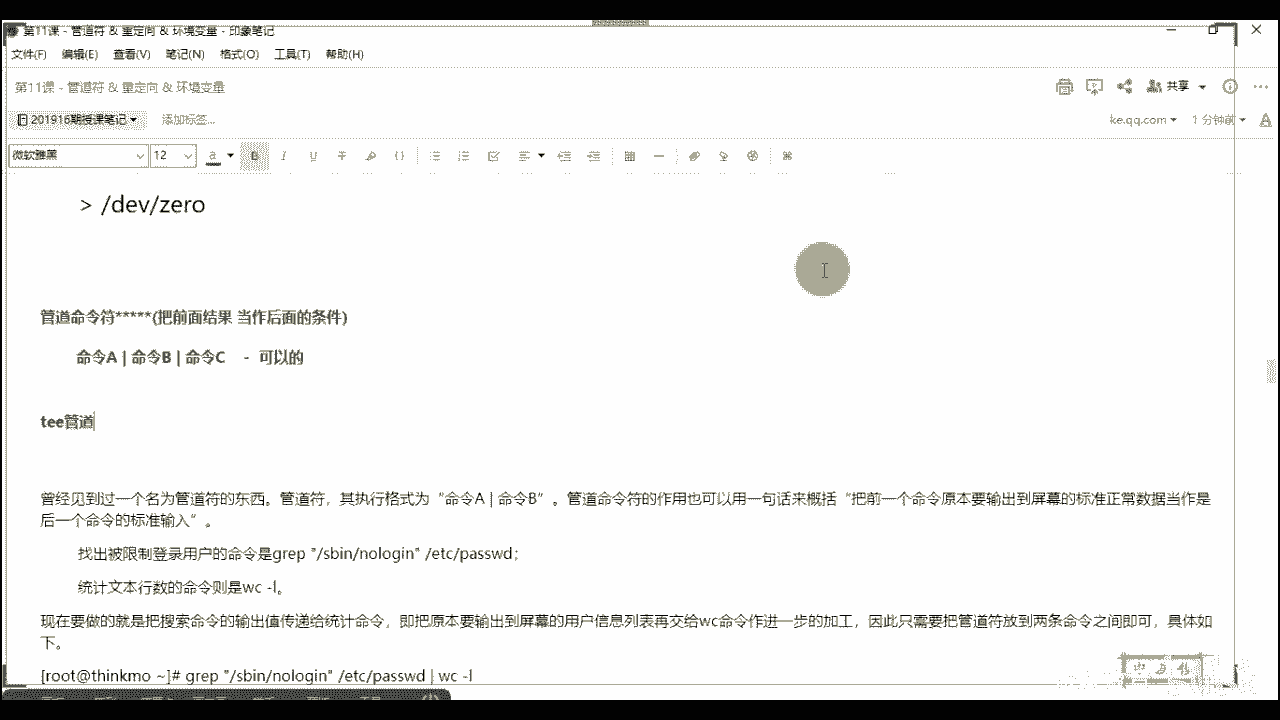 第11课 - 管道符 & 重定向 & 环境变量 - 印象笔记
文件(F) 编辑(E) 查看(V) 笔记(N) 格式(O) 工具(T) 帮助(H)
第11课 - 管道符 & 重定向 & 环境变量
共享
201916期授课笔记
添加标签...
ke.qq.com
1 分钟前
微软雅黑
12
> /dev/zero
管道命令符*****(把前面结果 当作后面的条件)
命令A | 命令B | 命令C - 可以的
tee管道
曾经见到过一个名为管道符的东西。管道符，其执行格式为“命令A | 命令B”。管道命令符的作用也可以用一句话来概括“把前一个命令原本要输出到屏幕的标准正常数据当作是
后一个命令的标准输入”。
找出被限制登录用户的命令是grep "/sbin/nologin" /etc/passwd；
统计文本行数的命令则是wc -l。
现在要做的就是把搜索命令的输出值传递给统计命令，即把原本要输出到屏幕的用户信息列表再交给wc命令作进一步的加工，因此只需要把管道符放到两条命令之间即可，具体如
下。
[root@thinkmo ~]# grep "/sbin/nologin" /etc/passwd | wc -l